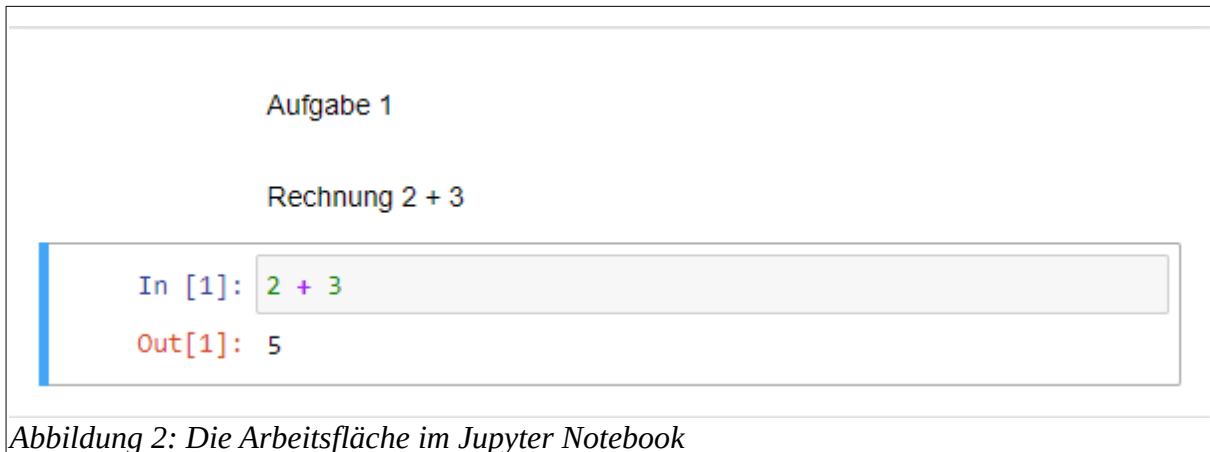 Aufgabe 1
Rechnung 2 + 3
In [1]: 2 + 3
Out[1]: 5
Abbildung 2: Die Arbeitsfläche im Jupyter Notebook